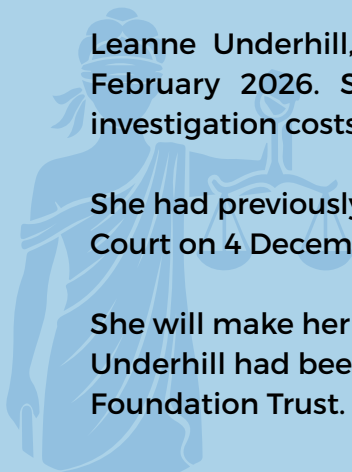 Leanne Underhill,
February 2026. S
investigation costs
She had previously
Court on 4 Decem
She will make her
Underhill had bee
Foundation Trust.